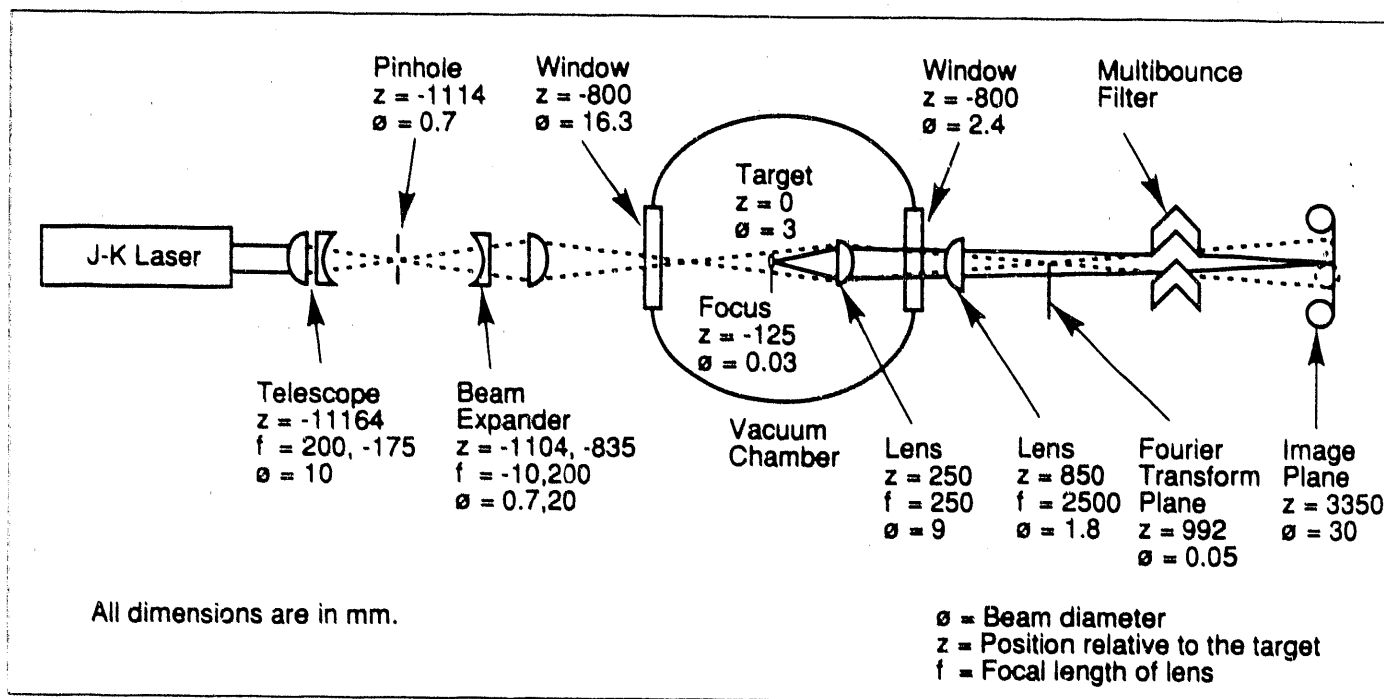 Pinhole
z = -1114
ø = 0.7
Window
z = -800
ø = 16.3
Window
z = -800
ø = 2.4
Multibounce
Filter
J-K Laser
Target
z = 0
ø = 3
Focus
z = -125
ø = 0.03
Telescope
z = -11164
f = 200, -175
ø = 10
Beam
Expander
z = -1104, -835
f = -10,200
ø = 0.7,20
Vacuum
Chamber
Lens
z = 250
f = 250
ø = 9
Lens
z = 850
f = 2500
ø = 1.8
Fourier
Transform
Plane
z = 992
ø = 0.05
Image
Plane
z = 3350
ø = 30
All dimensions are in mm.
ø = Beam diameter
z = Position relative to the target
f = Focal length of lens